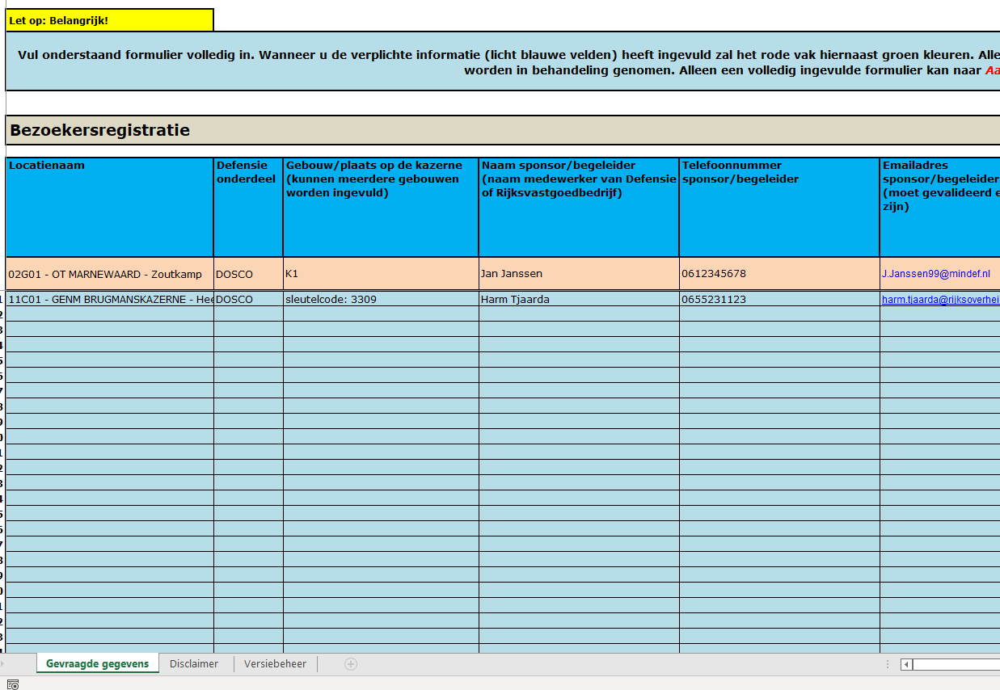 Let op: Belangrijk!
Vul onderstaand formulier volledig in. Wanneer u de verplichte informatie (licht blauwe velden) heeft ingevuld zal het rode vak hiernaast groen kleuren. Alle
worden in behandeling genomen. Alleen een volledig ingevulde formulier kan naar Aa
Bezoekersregistratie
Locatienaam
Defensie
onderdeel
Gebouw/plaats op de kazerne
(kunnen meerdere gebouwen
worden ingevuld)
Naam sponsor/begeleider
(naam medewerker van Defensie
of Rijksvastgoedbedrijf)
Telefoonnummer
sponsor/begeleider
Emailadres
sponsor/begeleider
(moet gevalideerd e
zijn)
02G01 - OT MARNEWAARD - Zoutkamp DOSCO K1 Jan Janssen 0612345678 J.Janssen99@mindef.nl
11C01 - GENM BRUGMANSKAZERNE - Hee DOSCO sleutelcode: 3309 Harm Tjaarda 0655231123 harm.tjaarda@rijksoverhei
Gevraagde gegevens Disclaimer Versiebeheer